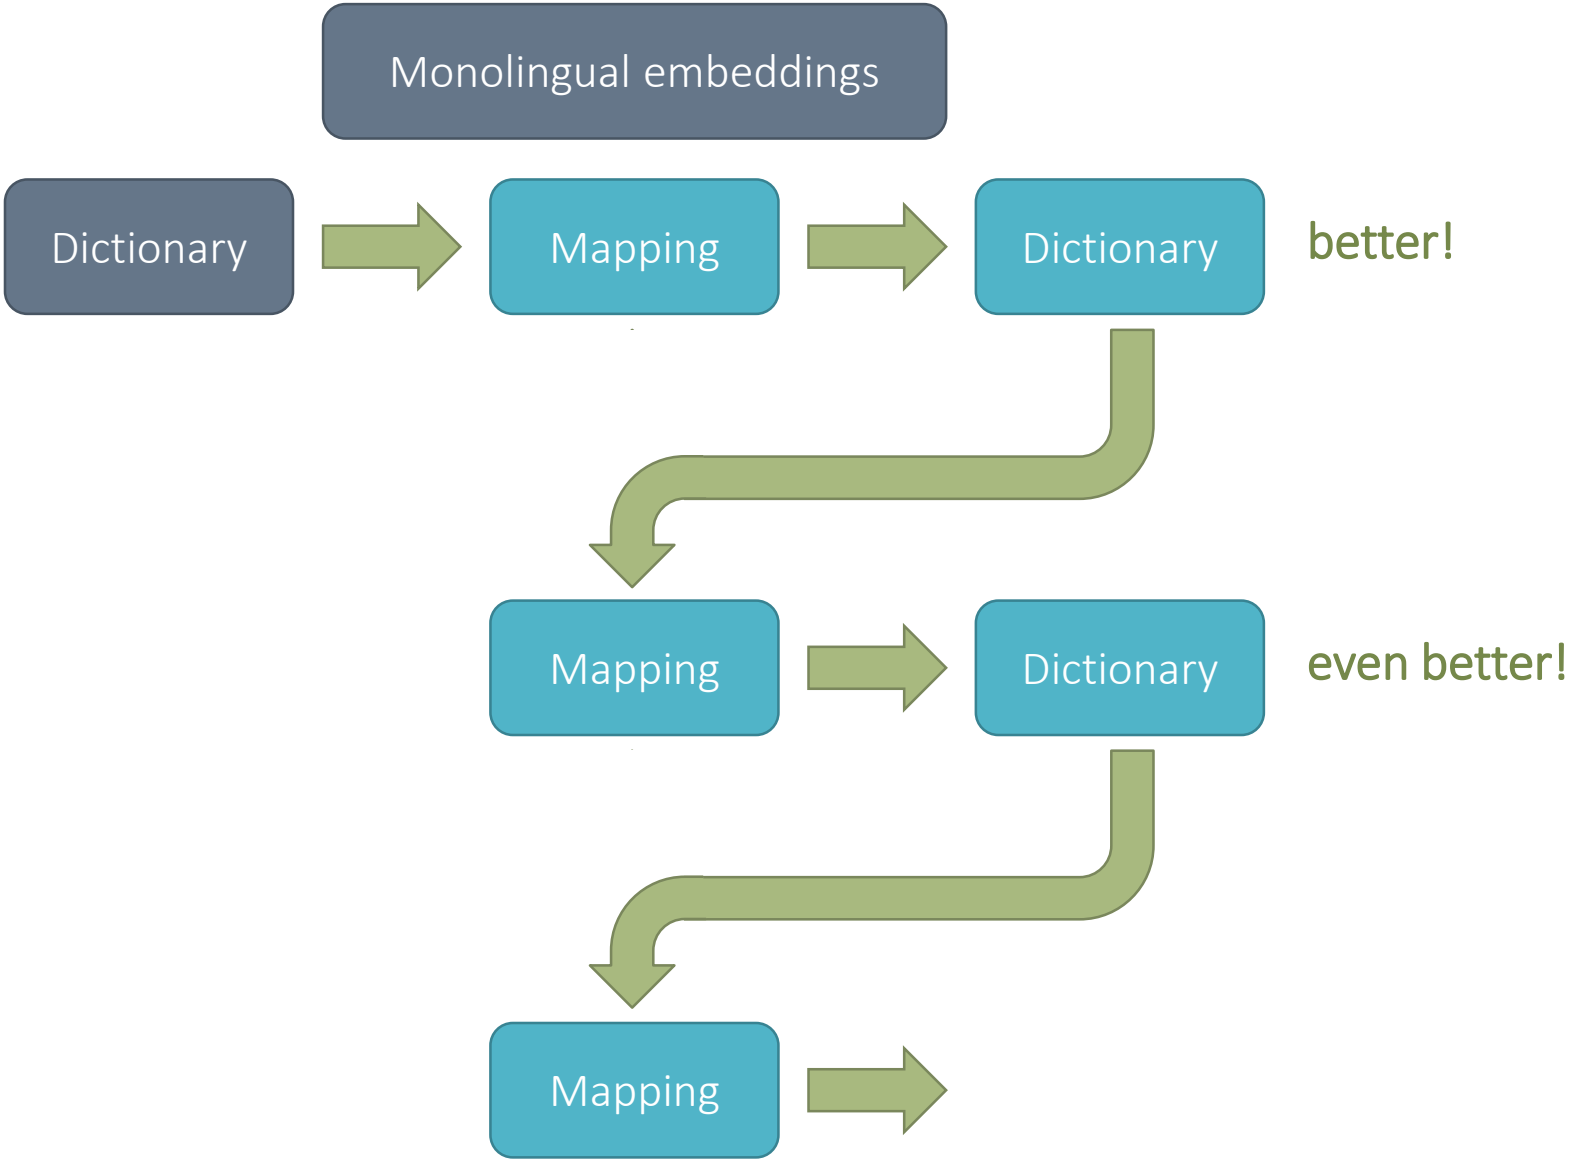 Monolingual embeddings
Dictionary
Mapping
Dictionary
better!
Mapping
Dictionary
even better!
Mapping